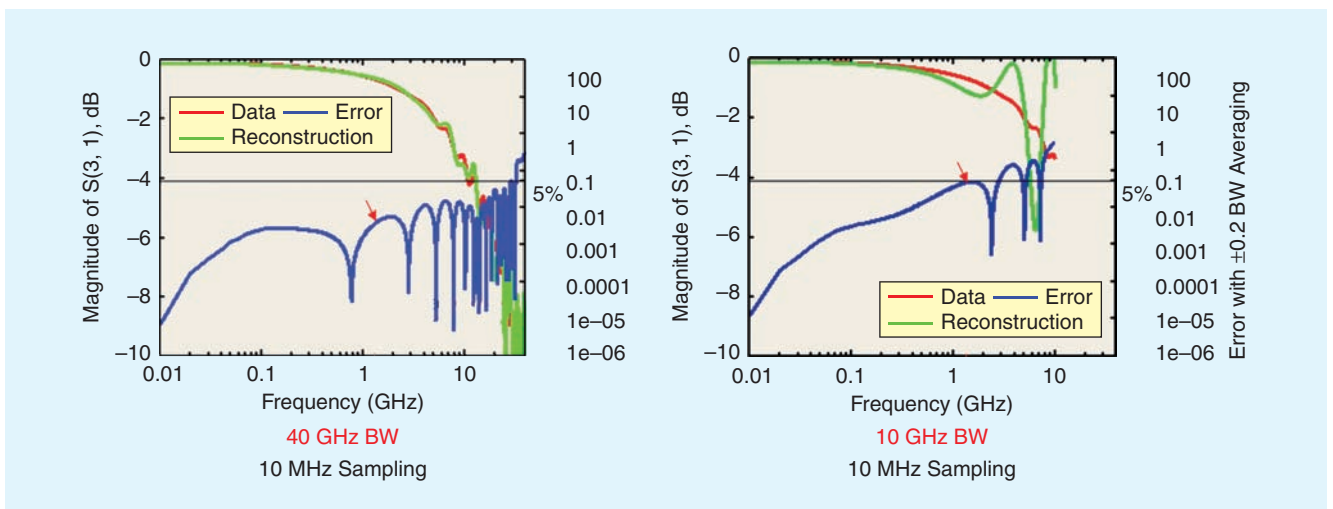 Magnitude of S(3, 1), dB
0
–2
–4
–6
–8
–10
Data
Error
Reconstruction
5%
100
10
1
0.1
0.01
0.001
0.0001
1e–05
1e–06
0.01
0.1
1
10
Frequency (GHz)
40 GHz BW
10 MHz Sampling
Magnitude of S(3, 1), dB
0
–2
–4
–6
–8
–10
Data
Error
Reconstruction
5%
100
10
1
0.1
0.01
0.001
0.0001
1e–05
1e–06
Error with ±0.2 BW Averaging
0.01
0.1
1
10
Frequency (GHz)
10 GHz BW
10 MHz Sampling